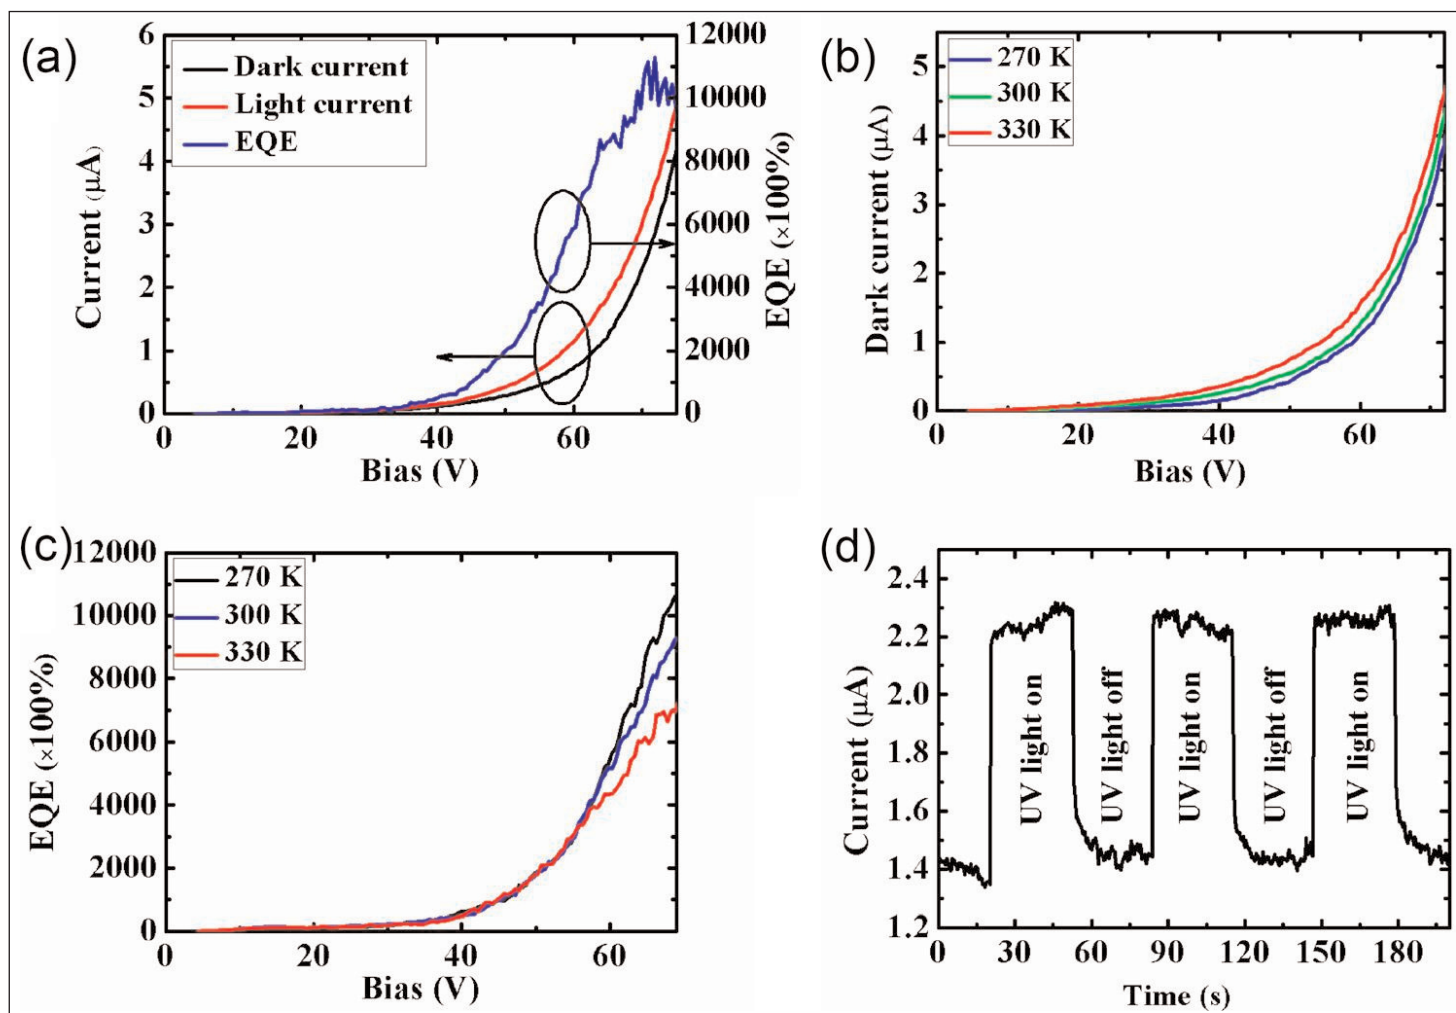 (a)
Dark current
Light current
EQE
6
5
4
3
2
1
0
Current (μA)
12000
10000
8000
6000
4000
2000
0
EQE (×100%)
0
20
40
60
Bias (V)
(b)
270 K
300 K
330 K
5
4
3
2
1
0
Dark current (μA)
0
20
40
60
Bias (V)
(c)
270 K
300 K
330 K
12000
10000
8000
6000
4000
2000
0
EQE (×100%)
0
20
40
60
Bias (V)
(d)
2.4
2.2
2.0
1.8
1.6
1.4
1.2
Current (μA)
UV light on
UV light off
UV light on
UV light off
UV light on
0
30
60
90
120
150
180
Time (s)